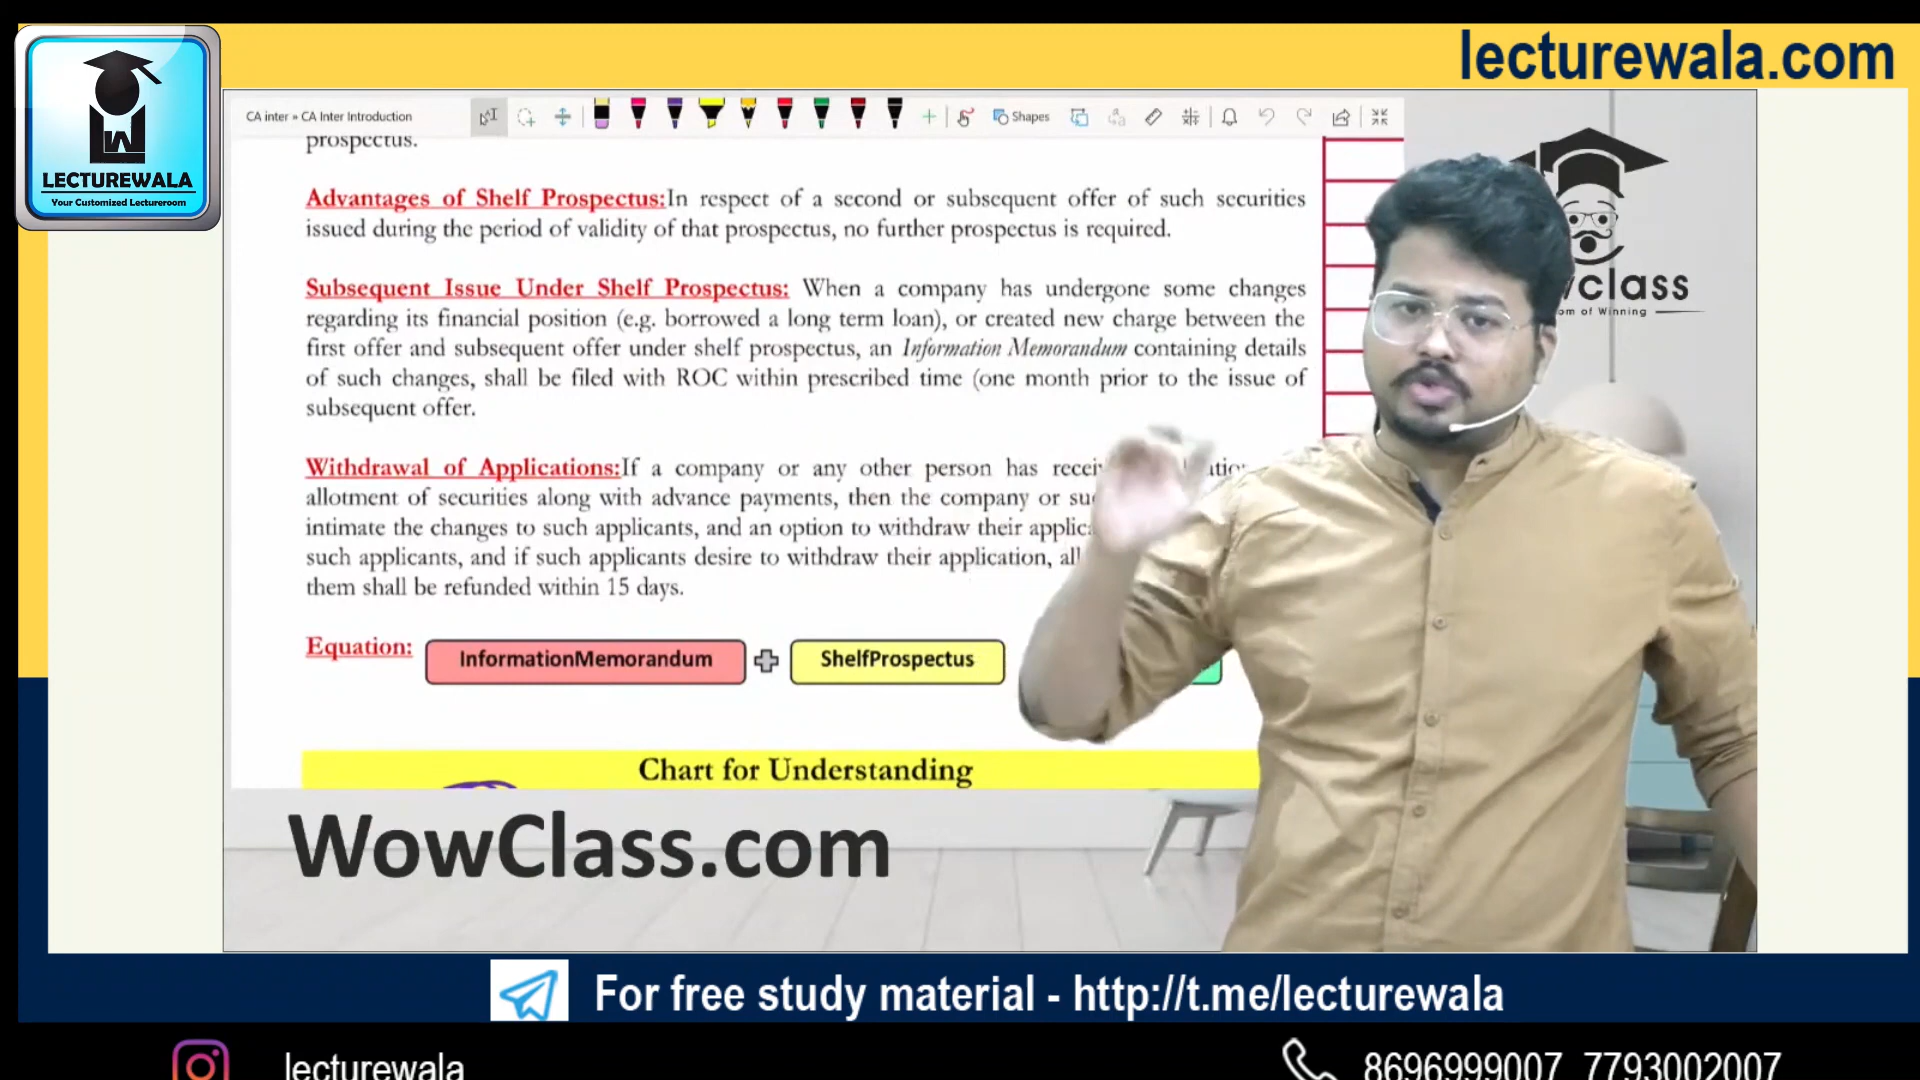 lecturewala.com
LW
LECTUREWALA
Your Customized Lectureroom
CA inter » CA Inter Introduction
Shapes
prospectus.
Advantages of Shelf Prospectus:In respect of a second or subsequent offer of such securities
issued during the period of validity of that prospectus, no further prospectus is required.
Subsequent Issue Under Shelf Prospectus: When a company has undergone some changes
regarding its financial position (e.g. borrowed a long term loan), or created new charge between the
first offer and subsequent offer under shelf prospectus, an Information Memorandum containing details
of such changes, shall be filed with ROC within prescribed time (one month prior to the issue of
subsequent offer.
Withdrawal of Applications:If a company or any other person has
allotment of securities along with advance payments, then the company or
intimate the changes to such applicants, and an option to withdraw their
such applicants, and if such applicants desire to withdraw their application,
them shall be refunded within 15 days.
Equation:
InformationMemorandum
ShelfProspectus
Chart for Understanding
class
of Winning
WowClass.com
For free study material - http://t.me/lecturewala
lecturewala
8696999007, 7793002007